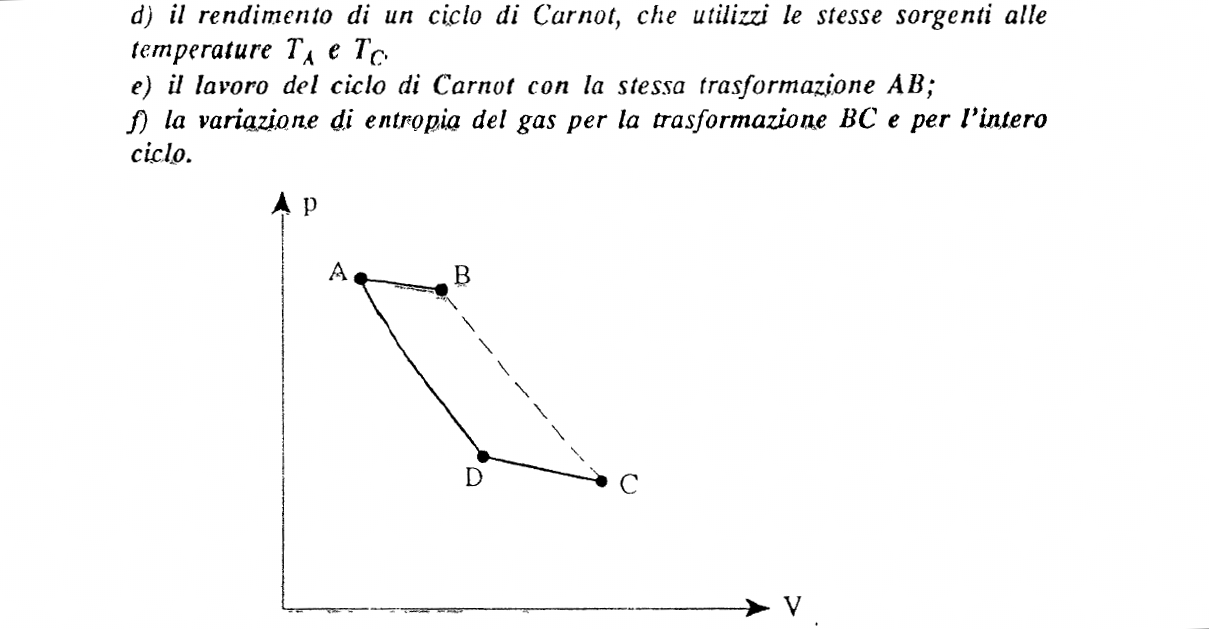 d) il rendimento di un ciclo di Carnot, che utilizzi le stesse sorgenti alle
temperature T_A e T_C.
e) il lavoro del ciclo di Carnot con la stessa trasformazione AB;
f) la variazione di entropia del gas per la trasformazione BC e per l'intero
ciclo.
p
A
B
D
C
V